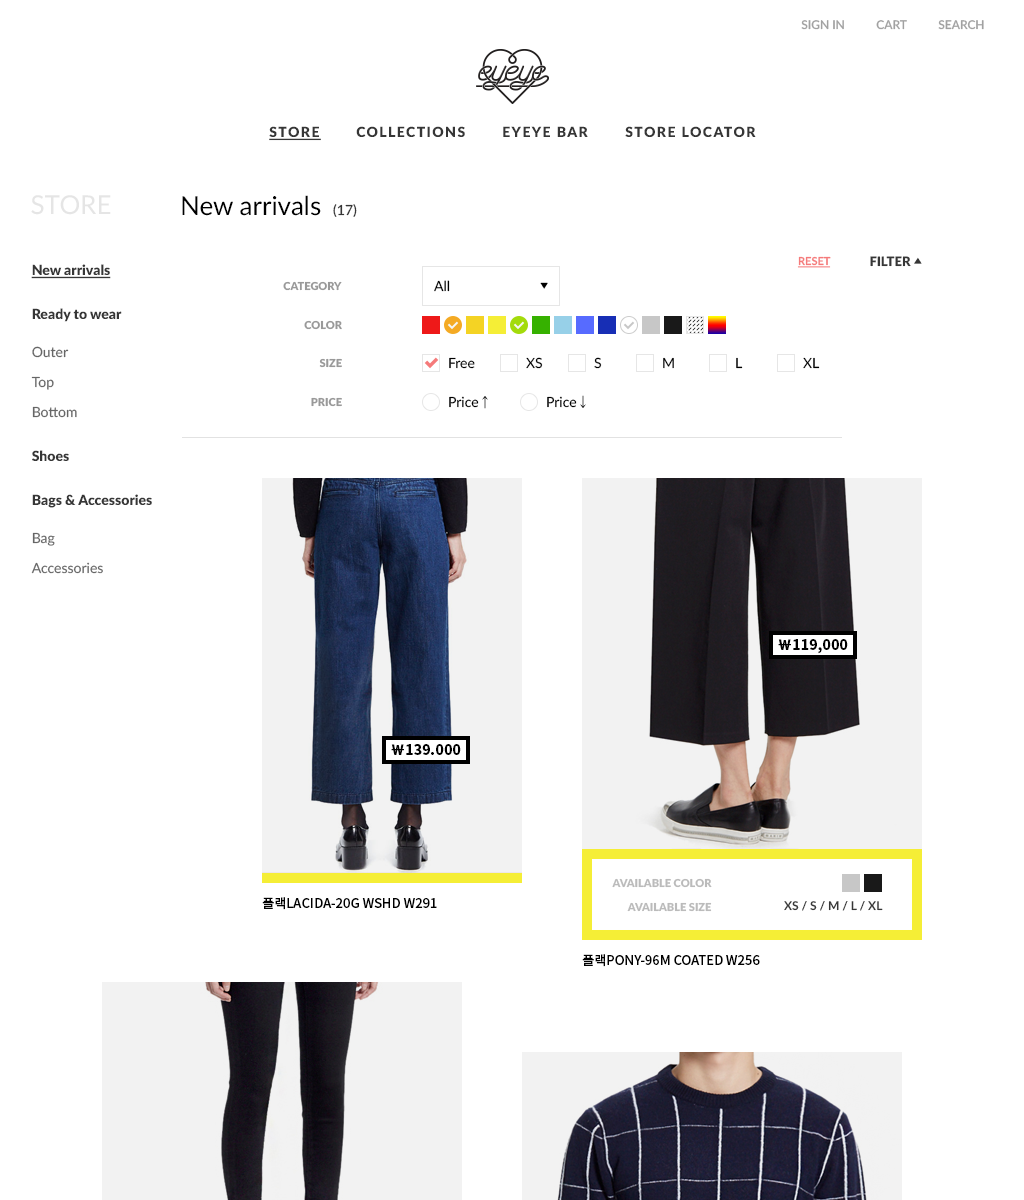 SIGN IN CART SEARCH
eyeye
STORE COLLECTIONS EYEYE BAR STORE LOCATOR
STORE
New arrivals (17)
New arrivals
Ready to wear
Outer
Top
Bottom
Shoes
Bags & Accessories
Bag
Accessories
RESET FILTER ▲
CATEGORY All ▼
COLOR
SIZE Free XS S M L XL
PRICE Price ↑ Price ↓
₩139.000
플랙LACIDA-20G WSHD W291
₩119,000
AVAILABLE COLOR
AVAILABLE SIZE XS / S / M / L / XL
플랙PONY-96M COATED W256